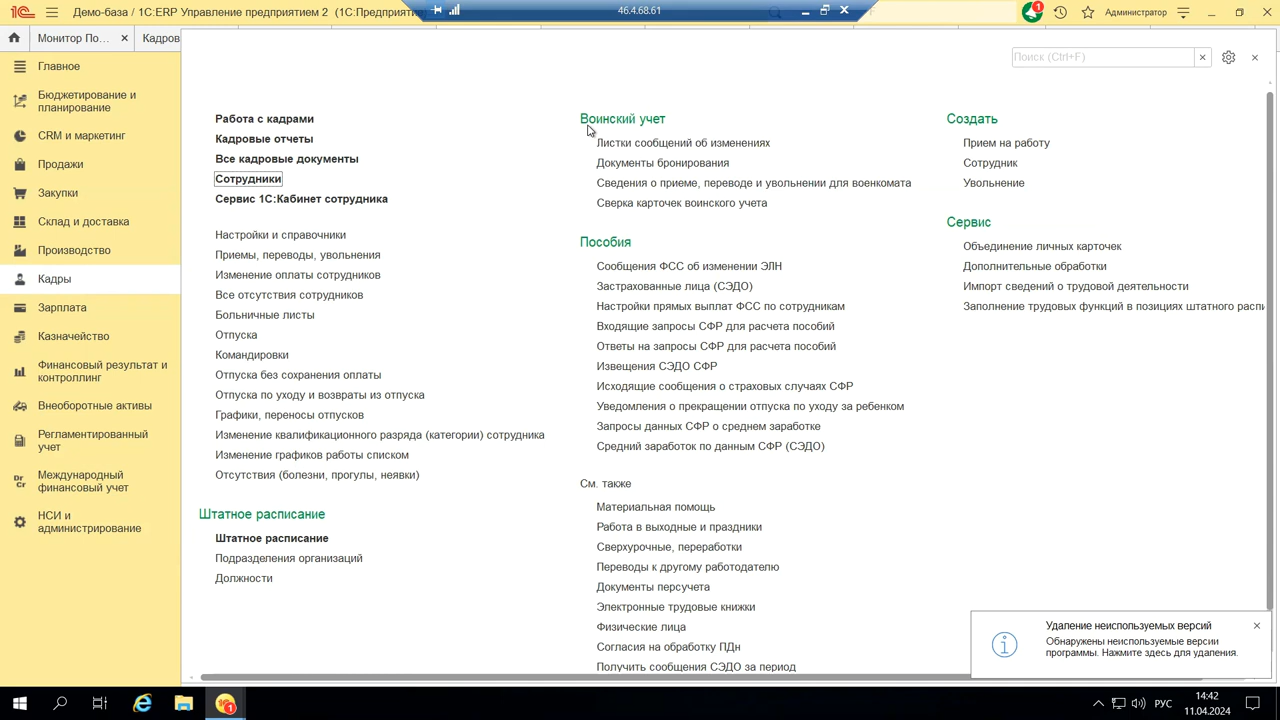 Демо-база / 1С:ERP Управление предприятием 2 (1С:Предприятие
46.4.68.61
1
Администратор
Монитор По...
Кадров
Поиск (Ctrl+F)
Главное
Бюджетирование и
планирование
CRM и маркетинг
Продажи
Закупки
Склад и доставка
Производство
Кадры
Зарплата
Казначейство
Финансовый результат и
контроллинг
Внеоборотные активы
Регламентированный
учет
Международный
финансовый учет
НСИ и
администрирование
Работа с кадрами
Кадровые отчеты
Все кадровые документы
Сотрудники
Сервис 1С:Кабинет сотрудника
Настройки и справочники
Приемы, переводы, увольнения
Изменение оплаты сотрудников
Все отсутствия сотрудников
Больничные листы
Отпуска
Командировки
Отпуска без сохранения оплаты
Отпуска по уходу и возвраты из отпуска
Графики, переносы отпусков
Изменение квалификационного разряда (категории) сотрудника
Изменение графиков работы списком
Отсутствия (болезни, прогулы, неявки)
Штатное расписание
Штатное расписание
Подразделения организаций
Должности
Воинский учет
Листки сообщений об изменениях
Документы бронирования
Сведения о приеме, переводе и увольнении для военкомата
Сверка карточек воинского учета
Пособия
Сообщения ФСС об изменении ЭЛН
Застрахованные лица (СЭДО)
Настройки прямых выплат ФСС по сотрудникам
Входящие запросы СФР для расчета пособий
Ответы на запросы СФР для расчета пособий
Извещения СЭДО СФР
Исходящие сообщения о страховых случаях СФР
Уведомления о прекращении отпуска по уходу за ребенком
Запросы данных СФР о среднем заработке
Средний заработок по данным СФР (СЭДО)
См. также
Материальная помощь
Работа в выходные и праздники
Сверхурочные, переработки
Переводы к другому работодателю
Документы персучета
Электронные трудовые книжки
Физические лица
Согласия на обработку ПДн
Получить сообщения СЭДО за период
Создать
Прием на работу
Сотрудник
Увольнение
Сервис
Объединение личных карточек
Дополнительные обработки
Импорт сведений о трудовой деятельности
Заполнение трудовых функций в позициях штатного распи
Удаление неиспользуемых версий
Обнаружены неиспользуемые версии
программы. Нажмите здесь для удаления.
РУС
14:42
11.04.2024